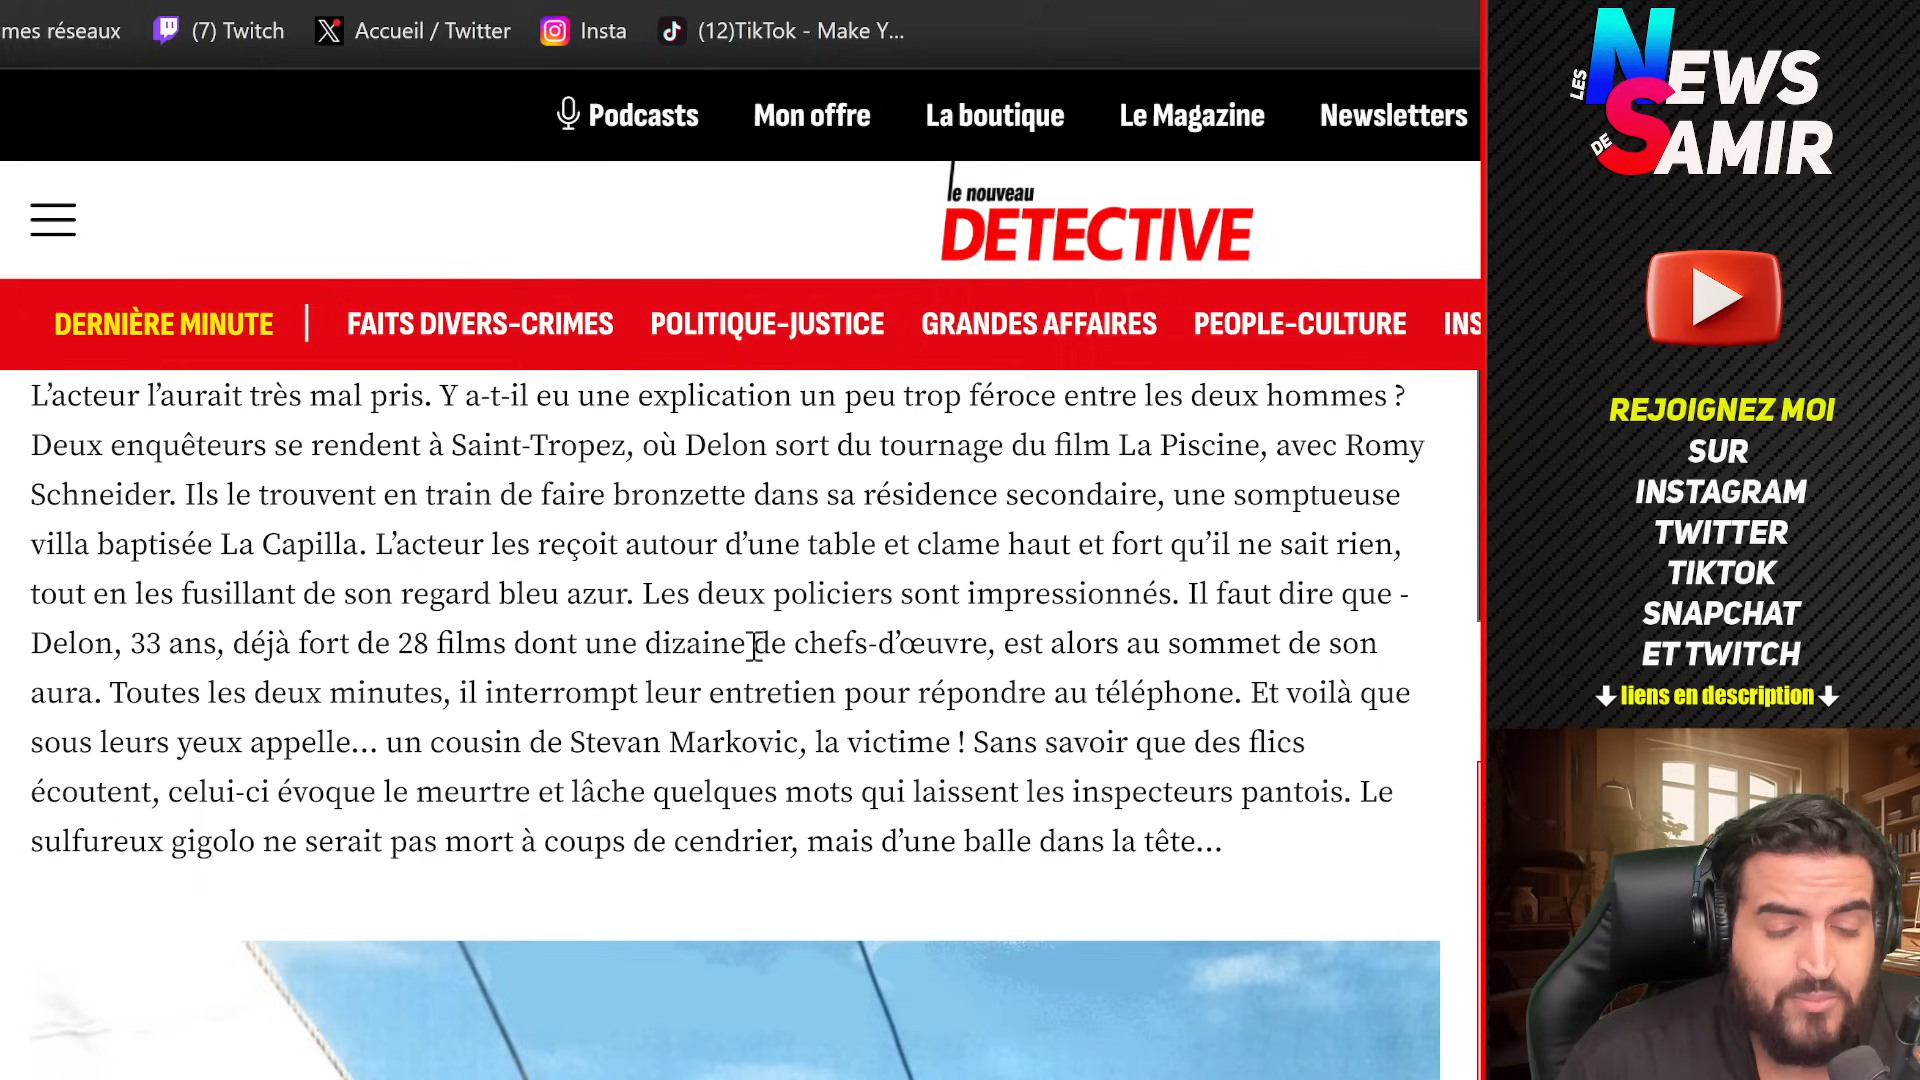 mes réseaux
(7) Twitch
Accueil / Twitter
Insta
(12)TikTok - Make Y...
Podcasts
Mon offre
La boutique
Le Magazine
Newsletters
le nouveau
DETECTIVE
DERNIÈRE MINUTE
FAITS DIVERS-CRIMES
POLITIQUE-JUSTICE
GRANDES AFFAIRES
PEOPLE-CULTURE
INS
L’acteur l’aurait très mal pris. Y a-t-il eu une explication un peu trop féroce entre les deux hommes ?
Deux enquêteurs se rendent à Saint-Tropez, où Delon sort du tournage du film La Piscine, avec Romy
Schneider. Ils le trouvent en train de faire bronzette dans sa résidence secondaire, une somptueuse
villa baptisée La Capilla. L’acteur les reçoit autour d’une table et clame haut et fort qu’il ne sait rien,
tout en les fusillant de son regard bleu azur. Les deux policiers sont impressionnés. Il faut dire que -
Delon, 33 ans, déjà fort de 28 films dont une dizaine de chefs-d’œuvre, est alors au sommet de son
aura. Toutes les deux minutes, il interrompt leur entretien pour répondre au téléphone. Et voilà que
sous leurs yeux appelle… un cousin de Stevan Markovic, la victime ! Sans savoir que des flics
écoutent, celui-ci évoque le meurtre et lâche quelques mots qui laissent les inspecteurs pantois. Le
sulfureux gigolo ne serait pas mort à coups de cendrier, mais d’une balle dans la tête…
LES NEWS
DE SAMIR
REJOIGNEZ MOI
SUR
INSTAGRAM
TWITTER
TIKTOK
SNAPCHAT
ET TWITCH
liens en description